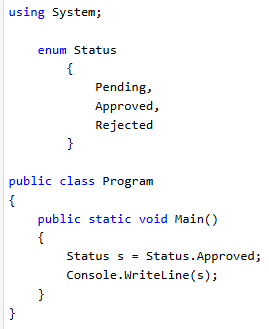 using System;
enum Status
{
Pending,
Approved,
Rejected
}
public class Program
{
public static void Main()
{
Status s = Status.Approved;
Console.WriteLine(s);
}
}